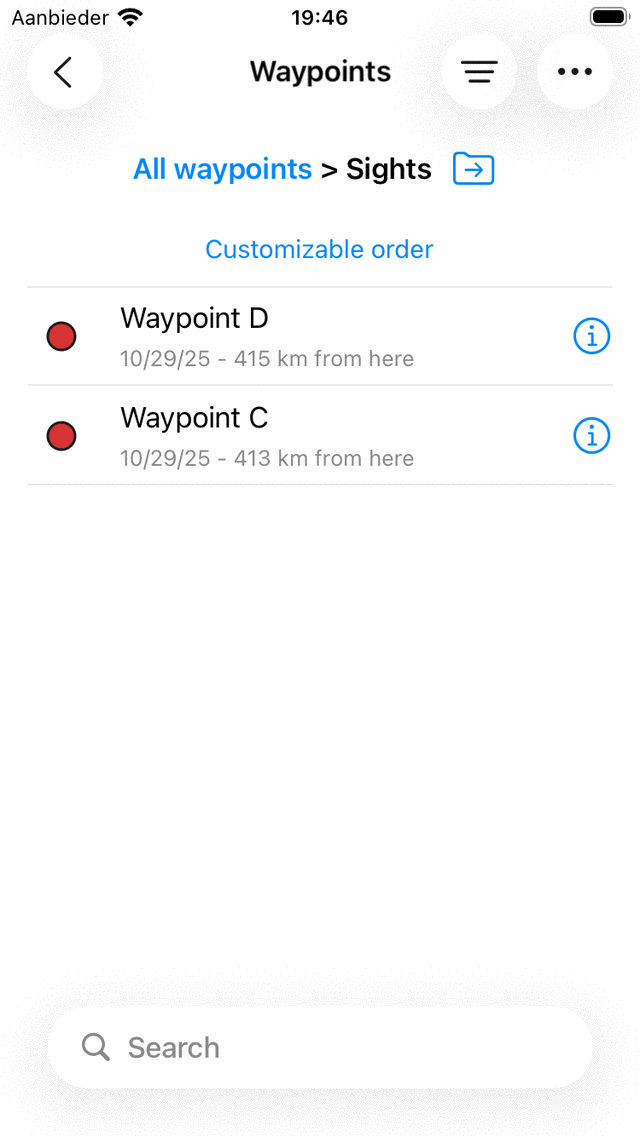 Aanbieder 19:46
Waypoints
All waypoints > Sights
Customizable order
Waypoint D
10/29/25 - 415 km from here
Waypoint C
10/29/25 - 413 km from here
Search